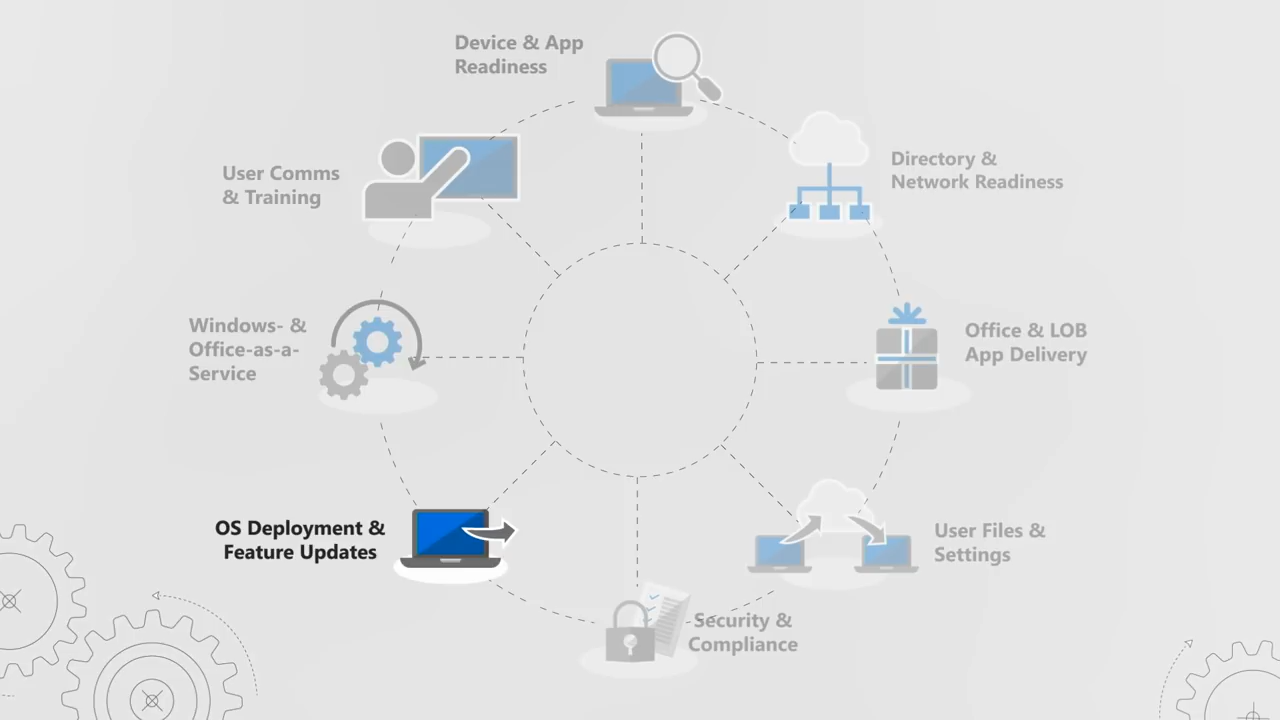 Device & App
Readiness
Directory &
Network Readiness
Office & LOB
App Delivery
User Files &
Settings
Security &
Compliance
OS Deployment &
Feature Updates
Windows- &
Office-as-a-
Service
User Comms
& Training